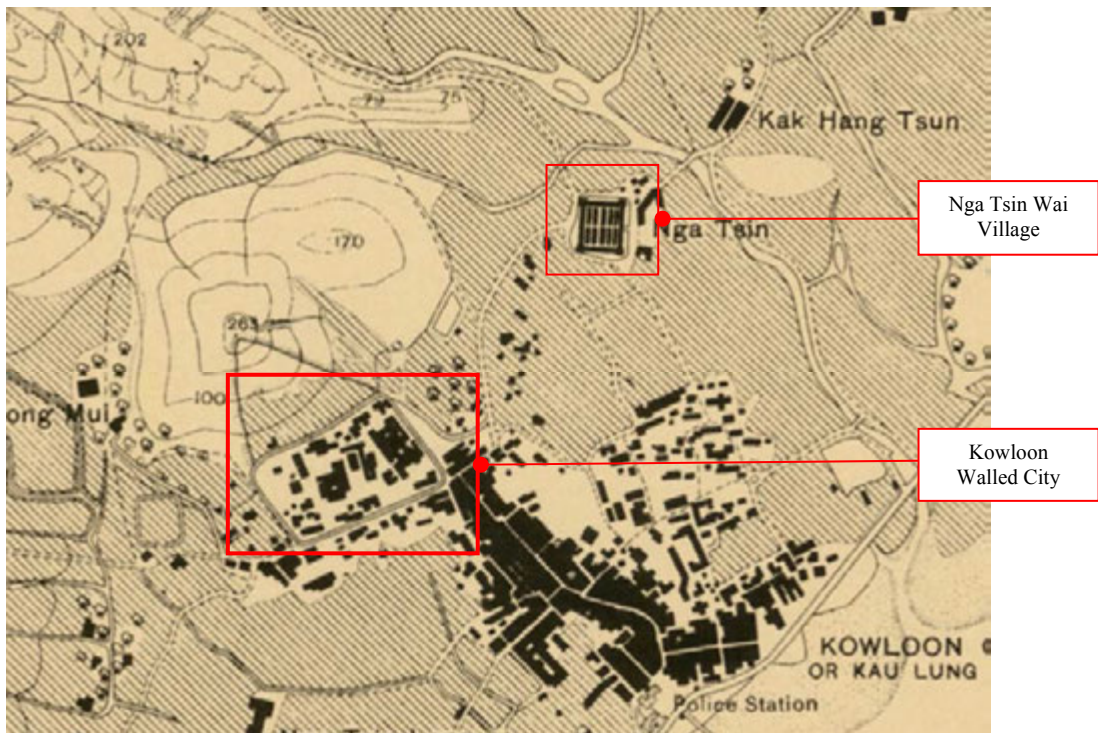 202
79
75
Kak Hang Tsun
Nga Tsin Wai
Village
Nga Tsin
170
263
100
ong Mui
Kowloon
Walled City
KOWLOON
OR KAU LUNG
Police Station